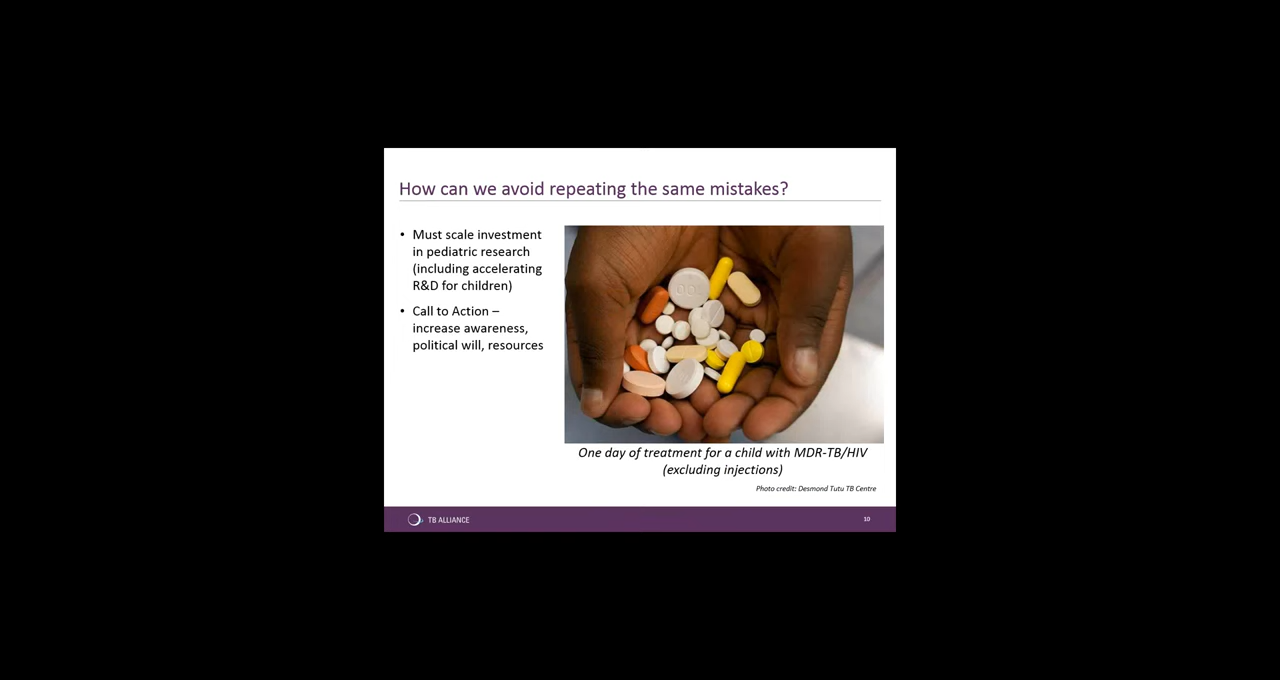 How can we avoid repeating the same mistakes?
• Must scale investment
in pediatric research
(including accelerating
R&D for children)
• Call to Action –
increase awareness,
political will, resources
One day of treatment for a child with MDR-TB/HIV
(excluding injections)
Photo credit: Desmond Tutu TB Centre
TB ALLIANCE
10